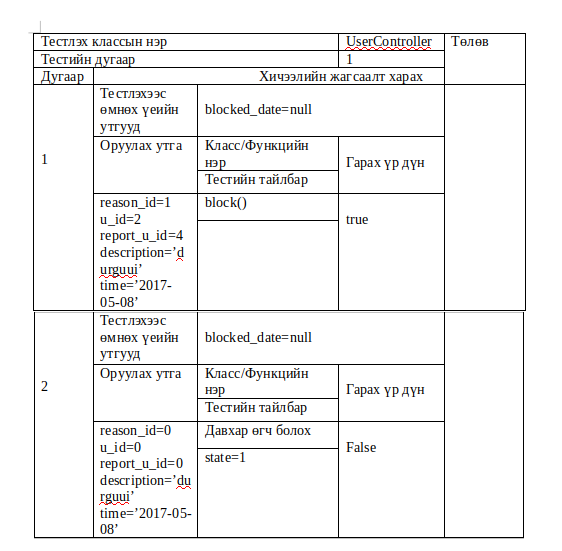 Тестлэх классын нэр UserController Төлөв
Тестийн дугаар 1
Дугаар Хичээлийн жагсаалт харах
1
Тестлэхээс
өмнөх үеийн
утгууд
blocked_date=null
Оруулах утга
Класс/Функцийн
нэр
Тестийн тайлбар
Гарах үр дүн
reason_id=1
u_id=2
report_u_id=4
description=’d
urguui’
time=’2017-
05-08’
block()
true
2
Тестлэхээс
өмнөх үеийн
утгууд
blocked_date=null
Оруулах утга
Класс/Функцийн
нэр
Тестийн тайлбар
Гарах үр дүн
reason_id=0
u_id=0
report_u_id=0
description=’du
rguui’
time=’2017-05-
08’
Давхар өгч болох
state=1
False